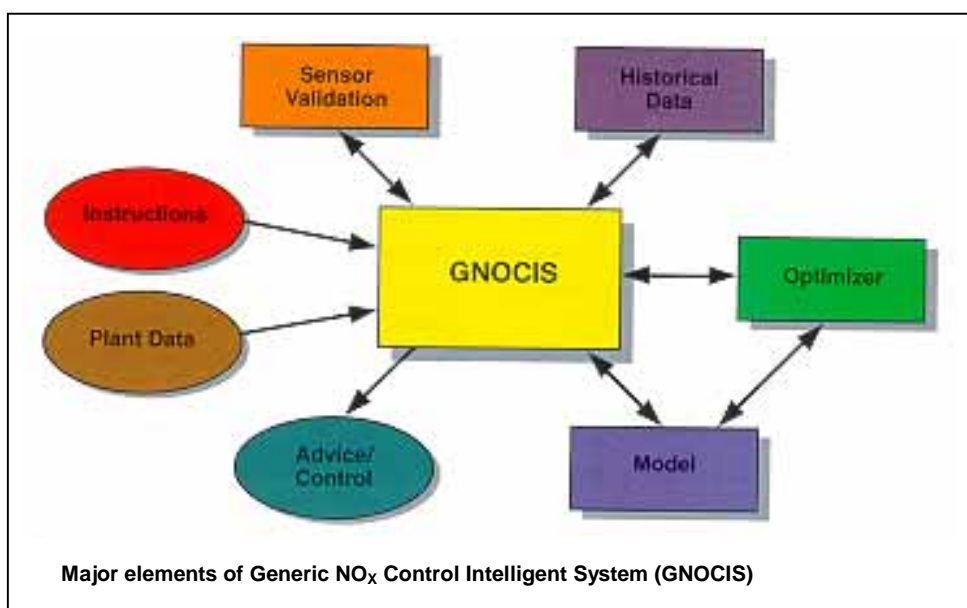 Sensor
Validation
Historical
Data
Instructions
GNOCIS
Optimizer
Plant Data
Advice/
Control
Model
Major elements of Generic NOX Control Intelligent System (GNOCIS)